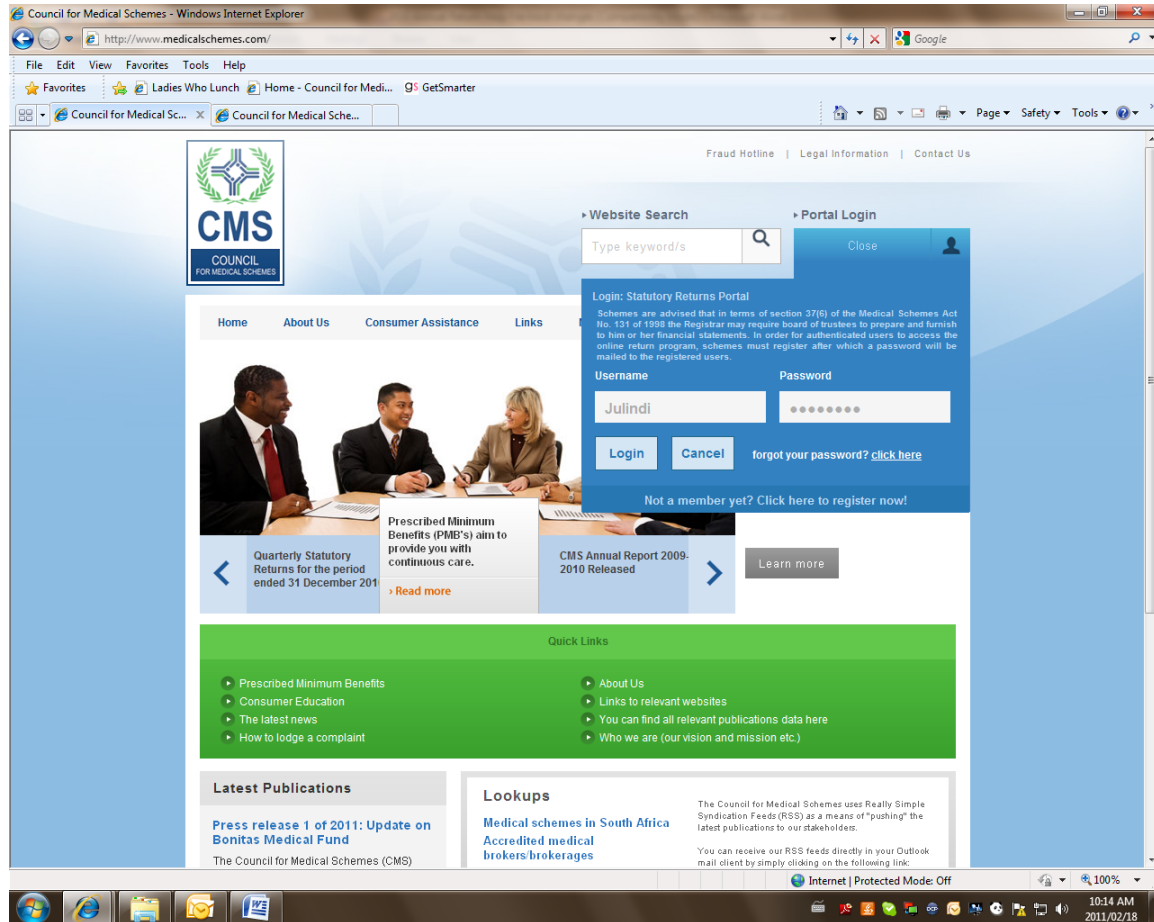 Council for Medical Schemes - Windows Internet Explorer
http://www.medicalschemes.com/
Google
File Edit View Favorites Tools Help
Favorites Ladies Who Lunch Home - Council for Medi... GS GetSmarter
Council for Medical Sc... X Council for Medical Sche...
Page Safety Tools
Fraud Hotline | Legal Information | Contact Us
CMS
COUNCIL
FOR MEDICAL SCHEMES
Website Search
Type keyword/s
Portal Login
Close
Login: Statutory Returns Portal
Schemes are advised that in terms of section 37(6) of the Medical Schemes Act
No. 131 of 1998 the Registrar may require board of trustees to prepare and furnish
to him or her financial statements. In order for authenticated users to access the
online return program, schemes must register after which a password will be
mailed to the registered users.
Username Password
Julindi ●●●●●●●●
Login Cancel forgot your password? click here
Not a member yet? Click here to register now!
Home About Us Consumer Assistance Links
Quarterly Statutory
Returns for the period
ended 31 December 201
Prescribed Minimum
Benefits (PMB's) aim to
provide you with
continuous care.
› Read more
CMS Annual Report 2009-
2010 Released
Learn more
Quick Links
Prescribed Minimum Benefits
Consumer Education
The latest news
How to lodge a complaint
About Us
Links to relevant websites
You can find all relevant publications data here
Who we are (our vision and mission etc.)
Latest Publications
Press release 1 of 2011: Update on
Bonitas Medical Fund
The Council for Medical Schemes (CMS)
Lookups
Medical schemes in South Africa
Accredited medical
brokers/brokerages
The Council for Medical Schemes uses Really Simple
Syndication Feeds (RSS) as a means of "pushing" the
latest publications to our stakeholders.
You can receive our RSS feeds directly in your Outlook
mail client by simply clicking on the following link:
Internet | Protected Mode: Off 100%
10:14 AM
2011/02/18